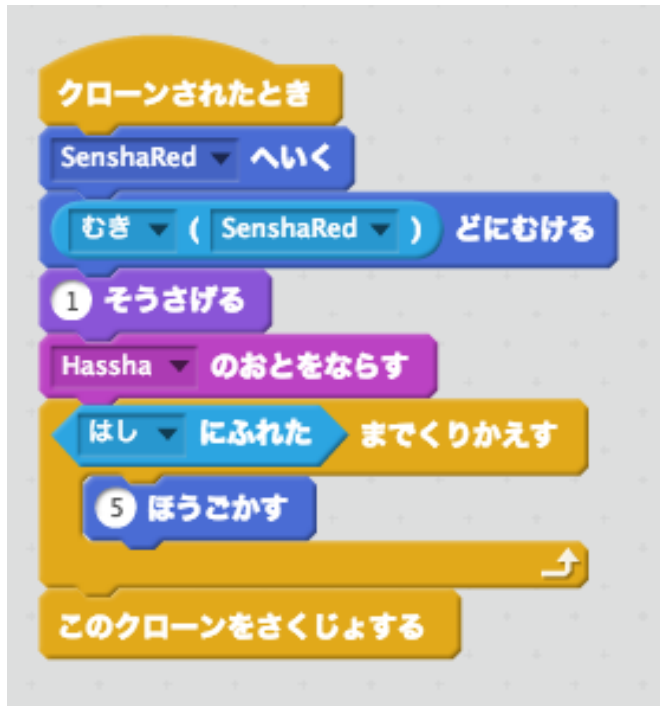 クローンされたとき
SenshaRed へいく
むき ( SenshaRed ) どにむける
1 そうさげる
Hassha のおとをならす
はし にふれた までくりかえす
5 ほうごかす
このクローンをさくじょする